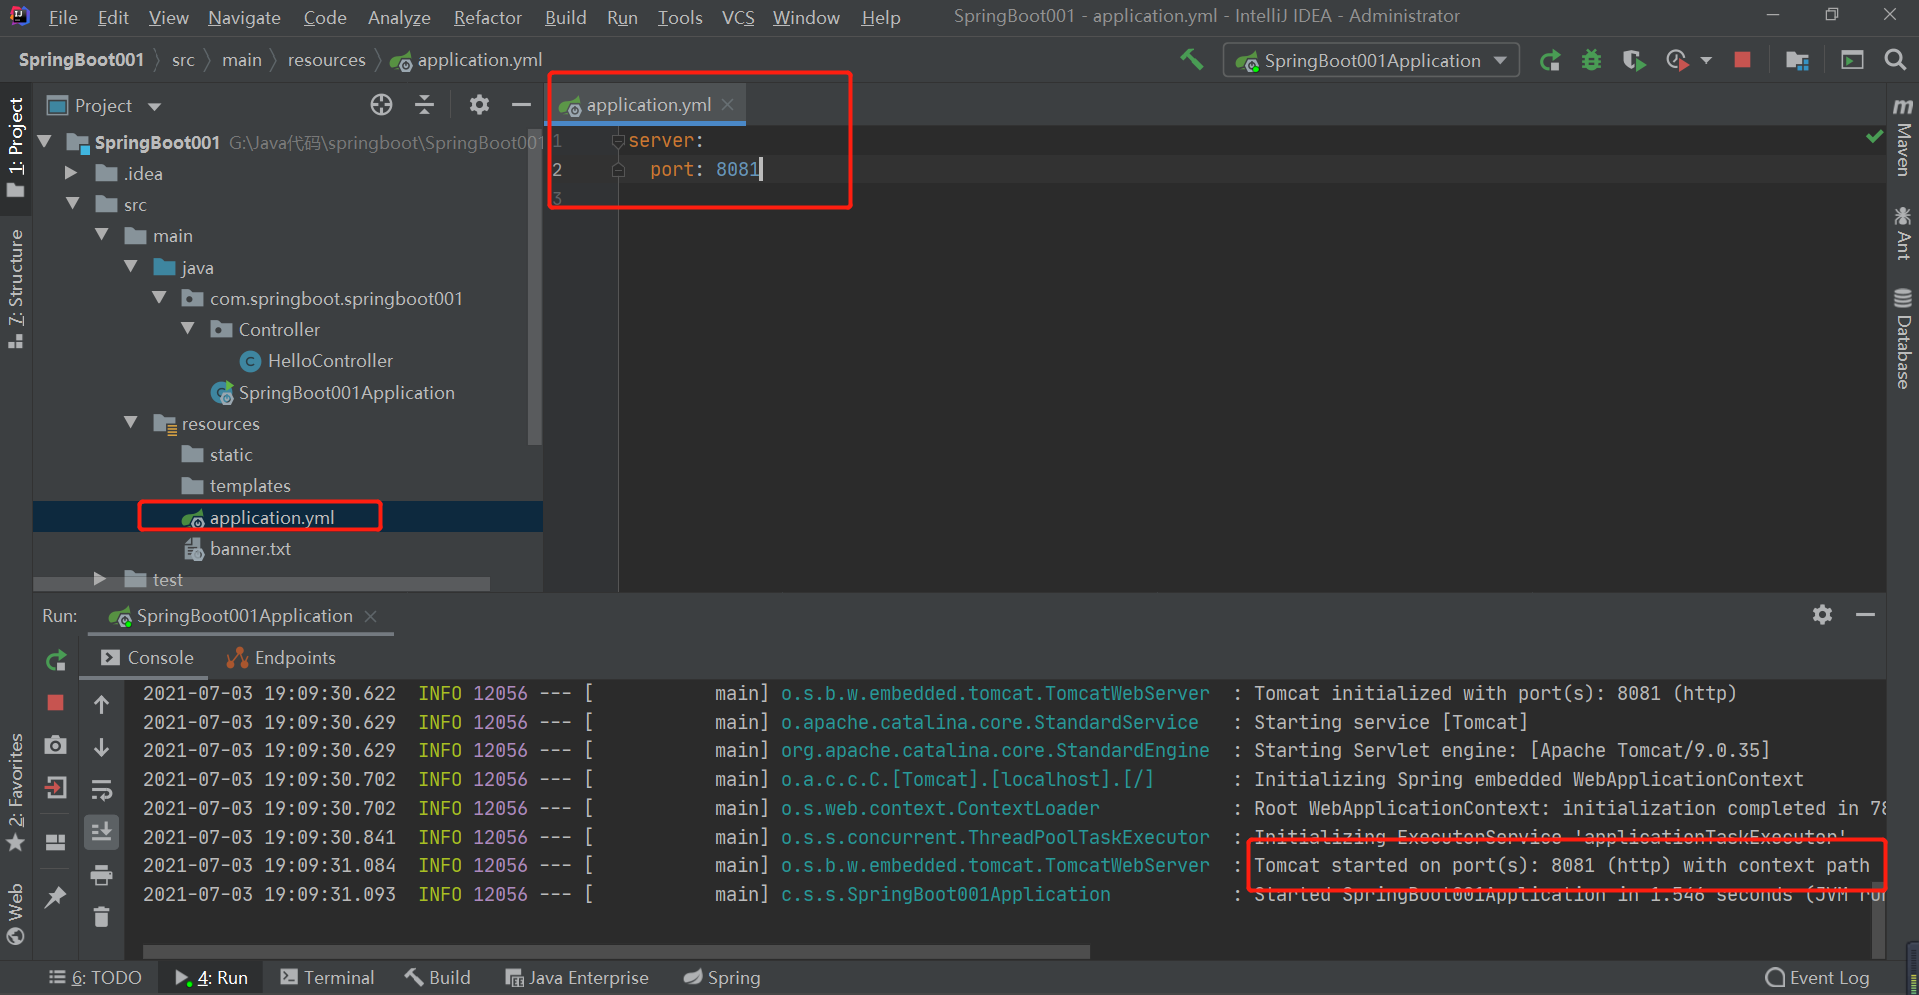 File Edit View Navigate Code Analyze Refactor Build Run Tools VCS Window Help SpringBoot001 - application.yml - IntelliJ IDEA - Administrator
SpringBoot001 src main resources application.yml SpringBoot001Application
1: Project
7: Structure
2: Favorites
Web
Project
SpringBoot001 G:\Java代码\springboot\SpringBoot001
.idea
src
main
java
com.springboot.springboot001
Controller
HelloController
SpringBoot001Application
resources
static
templates
application.yml
banner.txt
test
application.yml
1 server:
2 port: 8081
3
Maven
Ant
Database
Run: SpringBoot001Application
Console Endpoints
2021-07-03 19:09:30.622 INFO 12056 --- [ main] o.s.b.w.embedded.tomcat.TomcatWebServer : Tomcat initialized with port(s): 8081 (http)
2021-07-03 19:09:30.629 INFO 12056 --- [ main] o.apache.catalina.core.StandardService : Starting service [Tomcat]
2021-07-03 19:09:30.629 INFO 12056 --- [ main] org.apache.catalina.core.StandardEngine : Starting Servlet engine: [Apache Tomcat/9.0.35]
2021-07-03 19:09:30.702 INFO 12056 --- [ main] o.a.c.c.C.[Tomcat].[localhost].[/] : Initializing Spring embedded WebApplicationContext
2021-07-03 19:09:30.702 INFO 12056 --- [ main] o.s.web.context.ContextLoader : Root WebApplicationContext: initialization completed in 78
2021-07-03 19:09:30.841 INFO 12056 --- [ main] o.s.s.concurrent.ThreadPoolTaskExecutor : Initializing ExecutorService 'applicationTaskExecutor'
2021-07-03 19:09:31.084 INFO 12056 --- [ main] o.s.b.w.embedded.tomcat.TomcatWebServer : Tomcat started on port(s): 8081 (http) with context path
2021-07-03 19:09:31.093 INFO 12056 --- [ main] c.s.s.SpringBoot001Application : Started SpringBoot001Application in 1.546 seconds (JVM run
6: TODO 4: Run Terminal Build Java Enterprise Spring Event Log